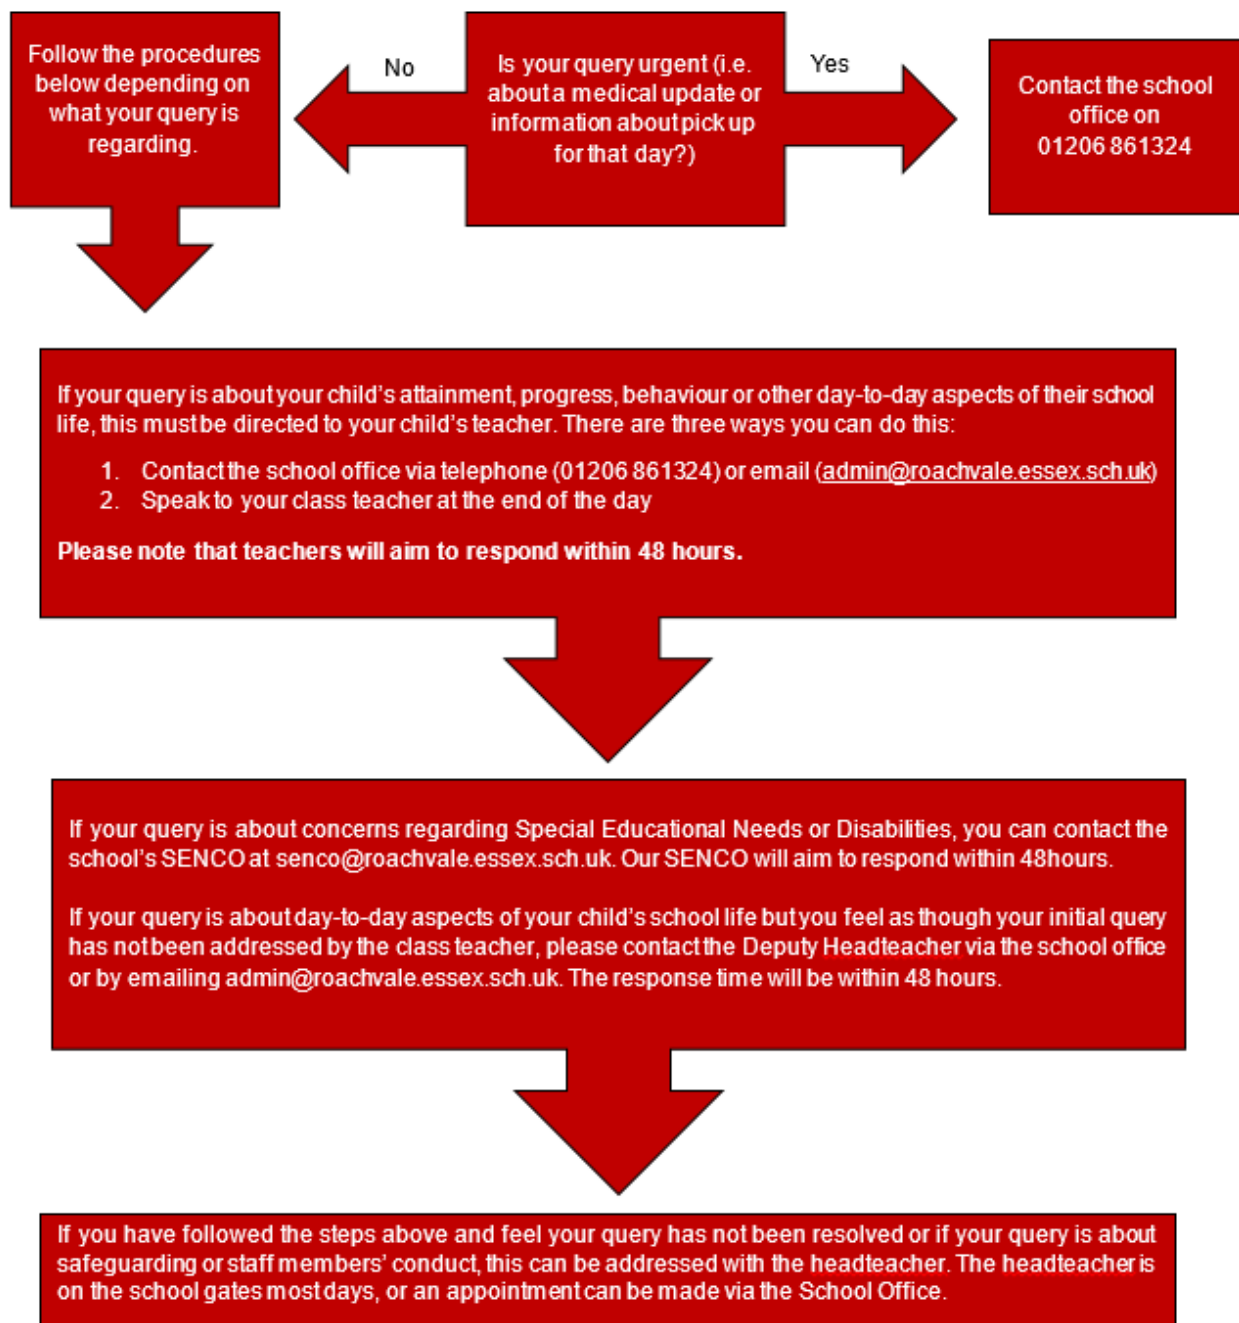 Follow the procedures
below depending on
what your query is
regarding.
No
Is your query urgent (i.e.
about a medical update or
information about pick up
for that day?)
Yes
Contact the school
office on
01206 861324
If your query is about your child's attainment, progress, behaviour or other day-to-day aspects of their school
life, this must be directed to your child's teacher. There are three ways you can do this:
1. Contact the school office via telephone (01206 861324) or email (admin@roachvale.essex.sch.uk)
2. Speak to your class teacher at the end of the day
Please note that teachers will aim to respond within 48 hours.
If your query is about concerns regarding Special Educational Needs or Disabilities, you can contact the
school's SENCO at senco@roachvale.essex.sch.uk. Our SENCO will aim to respond within 48hours.
If your query is about day-to-day aspects of your child's school life but you feel as though your initial query
has not been addressed by the class teacher, please contact the Deputy Headteacher via the school office
or by emailing admin@roachvale.essex.sch.uk. The response time will be within 48 hours.
If you have followed the steps above and feel your query has not been resolved or if your query is about
safeguarding or staff members' conduct, this can be addressed with the headteacher. The headteacher is
on the school gates most days, or an appointment can be made via the School Office.